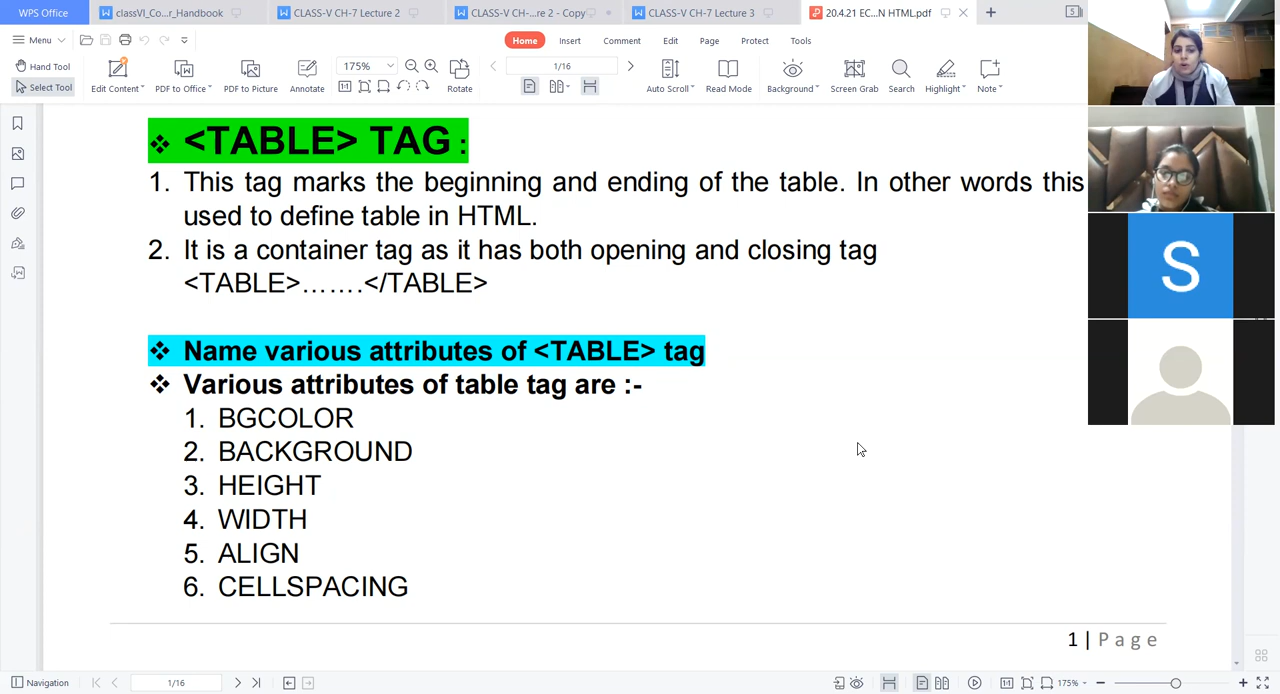 WPS Office
classVI_Co...r_Handbook
CLASS-V CH-7 Lecture 2
CLASS-V CH-...re 2 - Copy
CLASS-V CH-7 Lecture 3
20.4.21 EC...N HTML.pdf
Menu
Home
Insert
Comment
Edit
Page
Protect
Tools
Hand Tool
Select Tool
Edit Content
PDF to Office
PDF to Picture
Annotate
175%
Rotate
1/16
Auto Scroll
Read Mode
Background
Screen Grab
Search
Highlight
Note
❖ <TABLE> TAG :
1. This tag marks the beginning and ending of the table. In other words this
used to define table in HTML.
2. It is a container tag as it has both opening and closing tag
<TABLE>…….</TABLE>
❖ Name various attributes of <TABLE> tag
❖ Various attributes of table tag are :-
1. BGCOLOR
2. BACKGROUND
3. HEIGHT
4. WIDTH
5. ALIGN
6. CELLSPACING
1 | Page
S
Navigation
1/16
175%